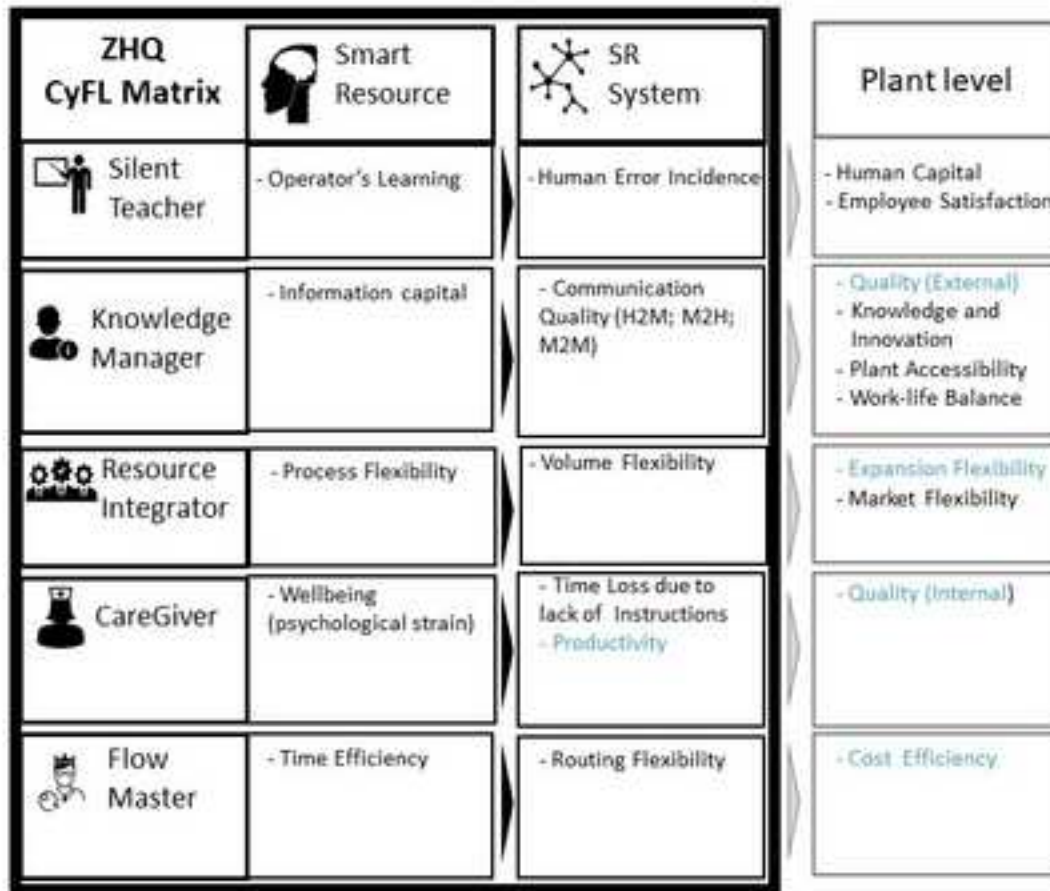 ZHQ
CyFL Matrix
Smart
Resource
SR
System
Plant level
Silent
Teacher
- Operator's Learning
- Human Error Incidence
- Human Capital
- Employee Satisfaction
Knowledge
Manager
- Information capital
- Communication
Quality (H2M; M2H;
M2M)
- Quality (External)
- Knowledge and
Innovation
- Plant Accessibility
- Work-life Balance
Resource
Integrator
- Process Flexibility
- Volume Flexibility
- Expansion Flexibility
- Market Flexibility
CareGiver
- Wellbeing
(psychological strain)
- Time Loss due to
lack of Instructions
- Productivity
- Quality (Internal)
Flow
Master
- Time Efficiency
- Routing Flexibility
- Cost Efficiency